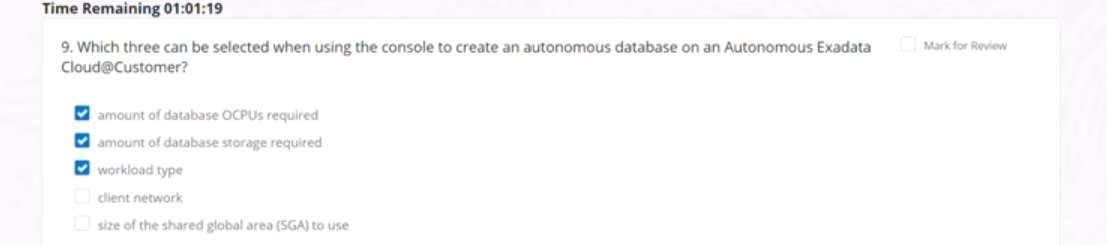 Time Remaining 01:01:19
9. Which three can be selected when using the console to create an autonomous database on an Autonomous Exadata
Cloud@Customer?
Mark for Review
amount of database OCPUs required
amount of database storage required
workload type
client network
size of the shared global area (SGA) to use